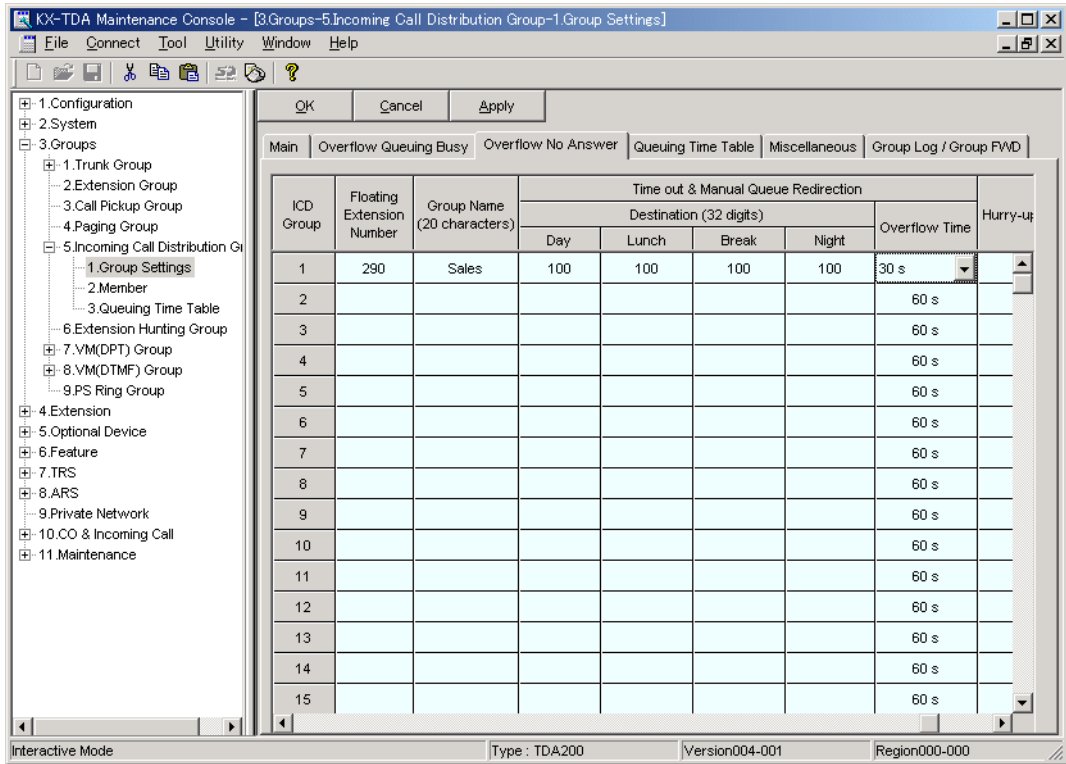 KX-TDA Maintenance Console - [3.Groups-5.Incoming Call Distribution Group-1.Group Settings]
File Connect Tool Utility Window Help
1.Configuration
2.System
3.Groups
1.Trunk Group
2.Extension Group
3.Call Pickup Group
4.Paging Group
5.Incoming Call Distribution Gr
1.Group Settings
2.Member
3.Queuing Time Table
6.Extension Hunting Group
7.VM(DPT) Group
8.VM(DTMF) Group
9.PS Ring Group
4.Extension
5.Optional Device
6.Feature
7.TRS
8.ARS
9.Private Network
10.CO & Incoming Call
11.Maintenance
OK Cancel Apply
Main Overflow Queuing Busy Overflow No Answer Queuing Time Table Miscellaneous Group Log / Group FWD
ICD Group
Floating Extension Number
Group Name (20 characters)
Time out & Manual Queue Redirection
Destination (32 digits)
Day Lunch Break Night
Overflow Time
Hurry-up
1 290 Sales 100 100 100 100 30 s
2 60 s
3 60 s
4 60 s
5 60 s
6 60 s
7 60 s
8 60 s
9 60 s
10 60 s
11 60 s
12 60 s
13 60 s
14 60 s
15 60 s
Interactive Mode Type : TDA200 Version004-001 Region000-000